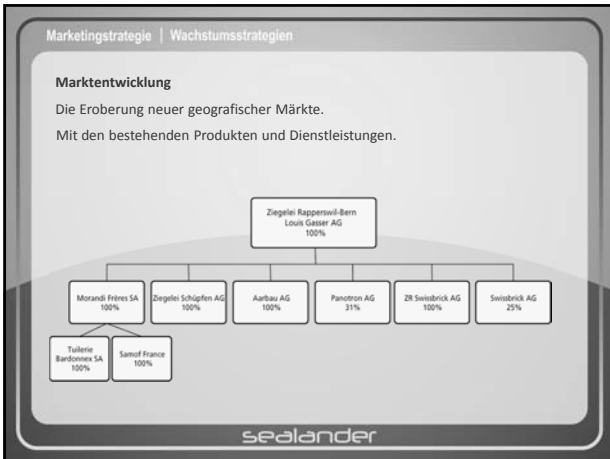 Marketingstrategie | Wachstumsstrategien
Marktentwicklung
Die Eroberung neuer geografischer Märkte.
Mit den bestehenden Produkten und Dienstleistungen.
Ziegelei Rapperswil-Bern
Louis Gasser AG
100%
Morandi Frères SA
100%
Ziegelei Schüpfen AG
100%
Aarbau AG
100%
Panotron AG
31%
ZR Swissbrick AG
100%
Swissbrick AG
25%
Tuilerie
Bardonnex SA
100%
Samof France
100%
sealander